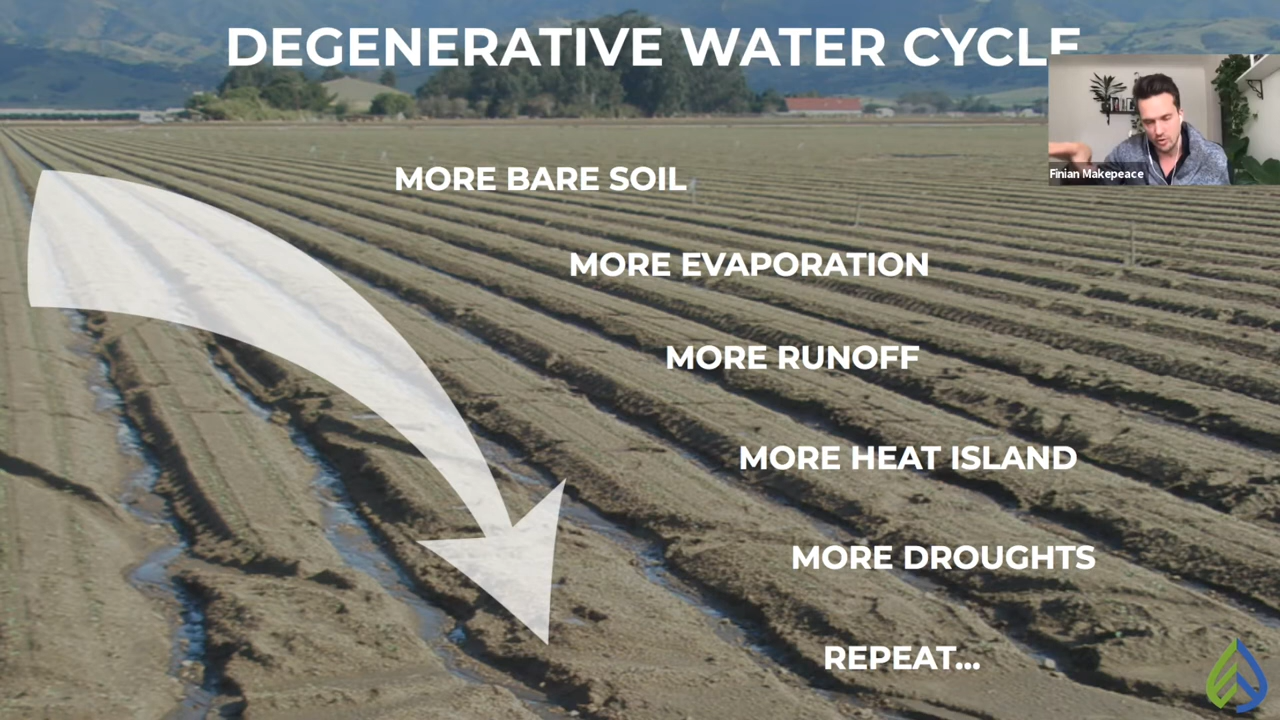 DEGENERATIVE WATER CYCLE
Finian Makepeace
MORE BARE SOIL
MORE EVAPORATION
MORE RUNOFF
MORE HEAT ISLAND
MORE DROUGHTS
REPEAT...